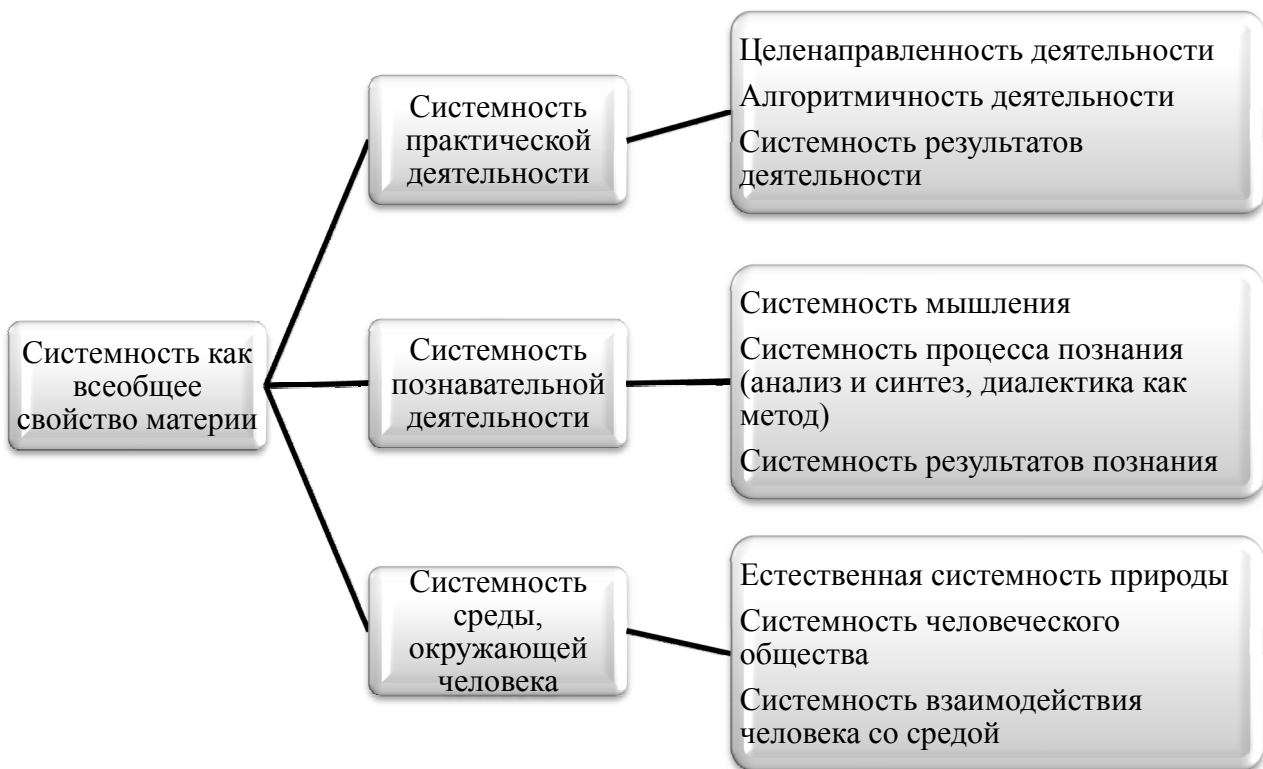 Системность как
всеобщее
свойство материи
Системность
практической
деятельности
Целенаправленность деятельности
Алгоритмичность деятельности
Системность результатов
деятельности
Системность
познавательной
деятельности
Системность мышления
Системность процесса познания
(анализ и синтез, диалектика как
метод)
Системность результатов познания
Системность
среды,
окружающей
человека
Естественная системность природы
Системность человеческого
общества
Системность взаимодействия
человека со средой